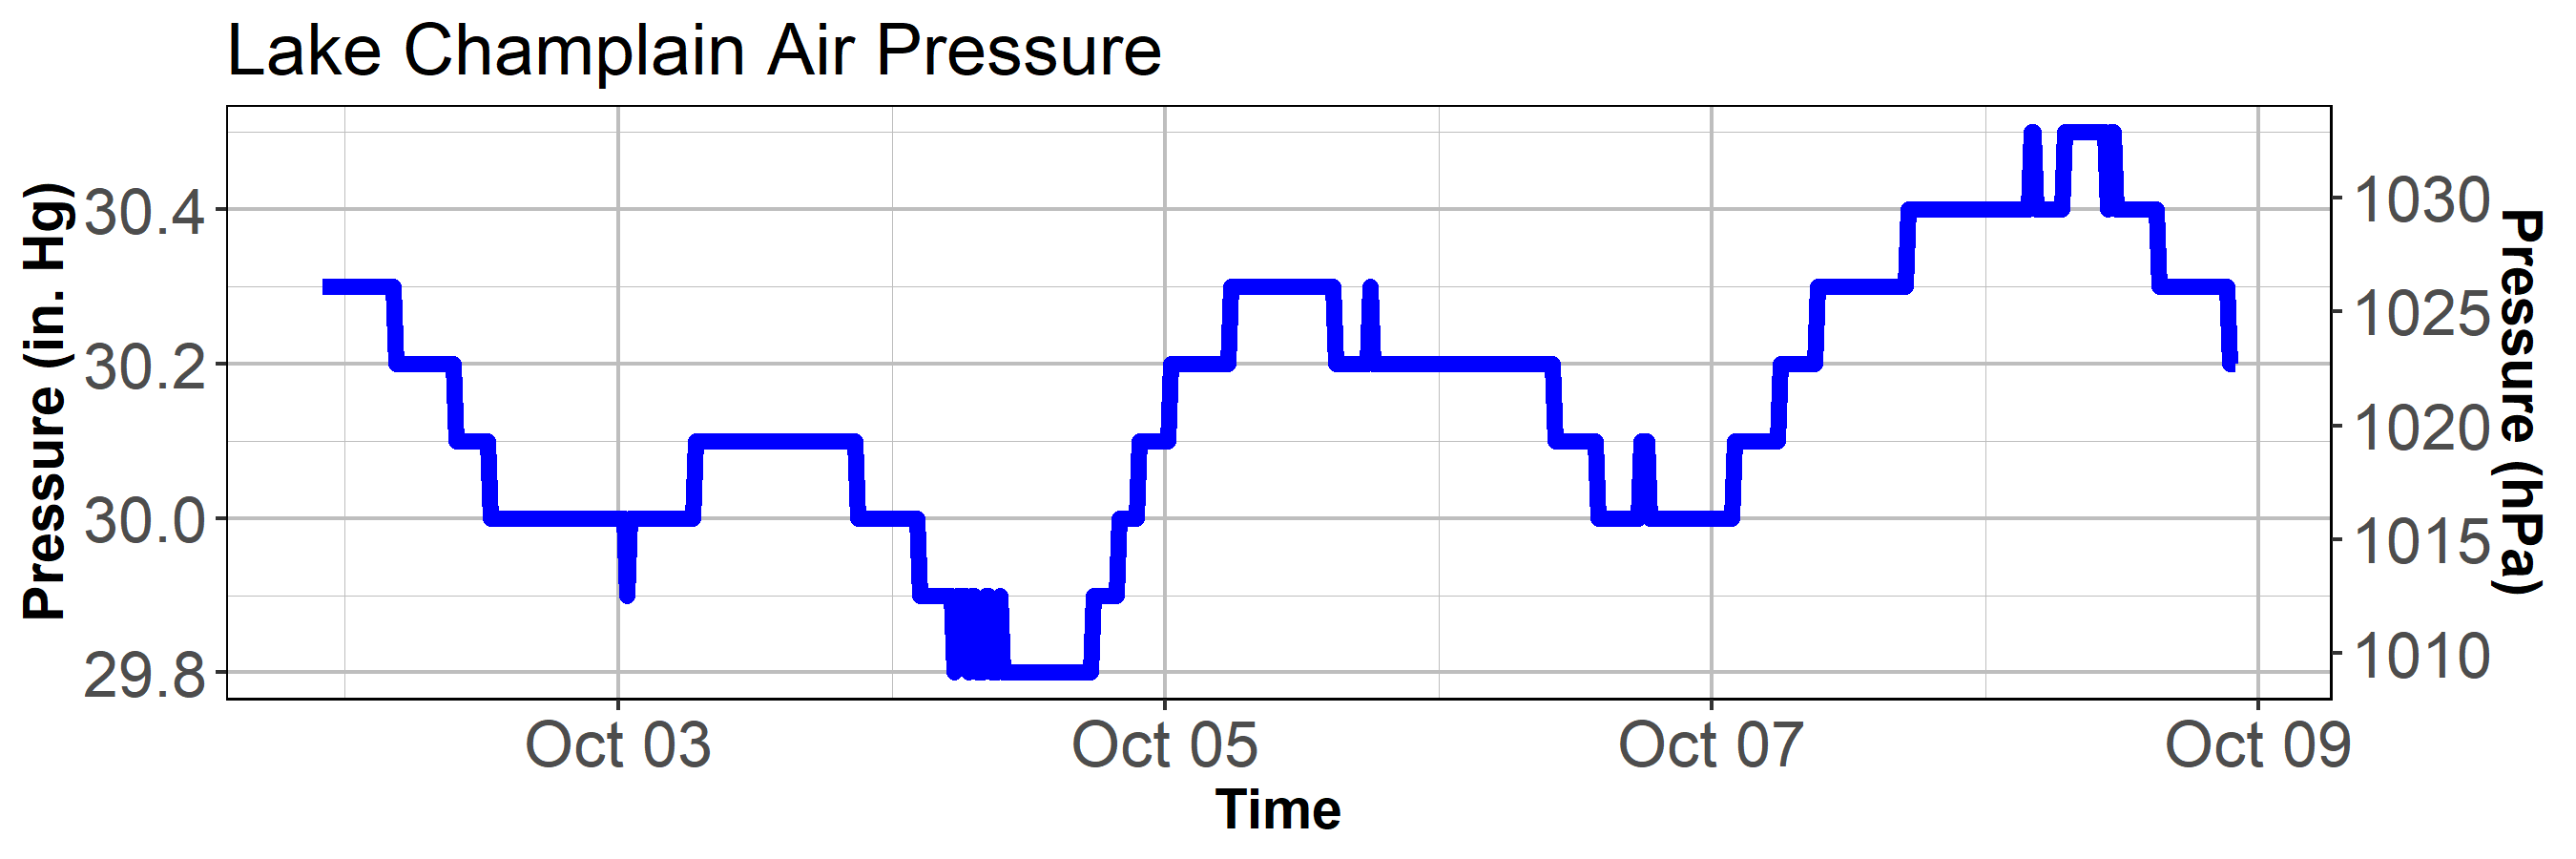 Lake Champlain Air Pressure
Pressure (in. Hg)
30.4
30.2
30.0
29.8
1030
1025
1020
1015
1010
Pressure (hPa)
Oct 03
Oct 05
Oct 07
Oct 09
Time